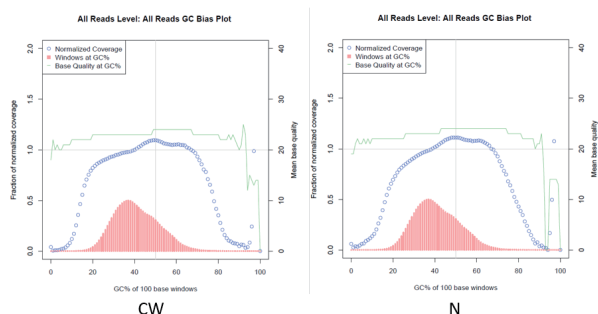 All Reads Level: All Reads GC Bias Plot
Normalized Coverage
Windows at GC%
Base Quality at GC%
Fraction of normalized coverage
0.0 0.5 1.0 1.5 2.0
Mean base quality
0 10 20 30 40
0 20 40 60 80 100
GC% of 100 base windows
CW
All Reads Level: All Reads GC Bias Plot
Normalized Coverage
Windows at GC%
Base Quality at GC%
Fraction of normalized coverage
0.0 0.5 1.0 1.5 2.0
Mean base quality
0 10 20 30 40
0 20 40 60 80 100
GC% of 100 base windows
N